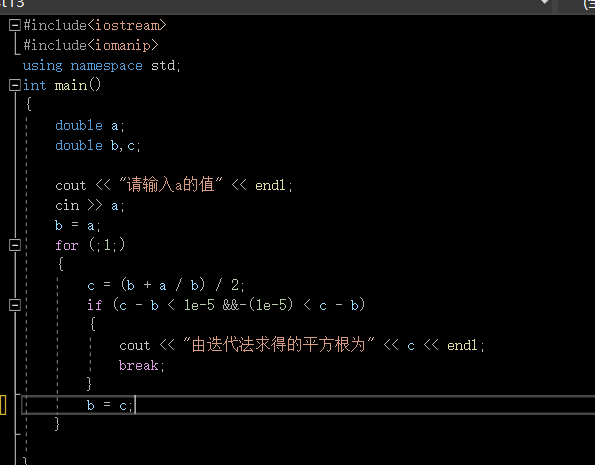 #include<iostream>
#include<iomanip>
using namespace std;
int main()
{
double a;
double b,c;
cout << "请输入a的值" << endl;
cin >> a;
b = a;
for (;1;)
{
c = (b + a / b) / 2;
if (c - b < 1e-5 &&-(1e-5) < c - b)
{
cout << "由迭代法求得的平方根为" << c << endl;
break;
}
b = c;
}
}